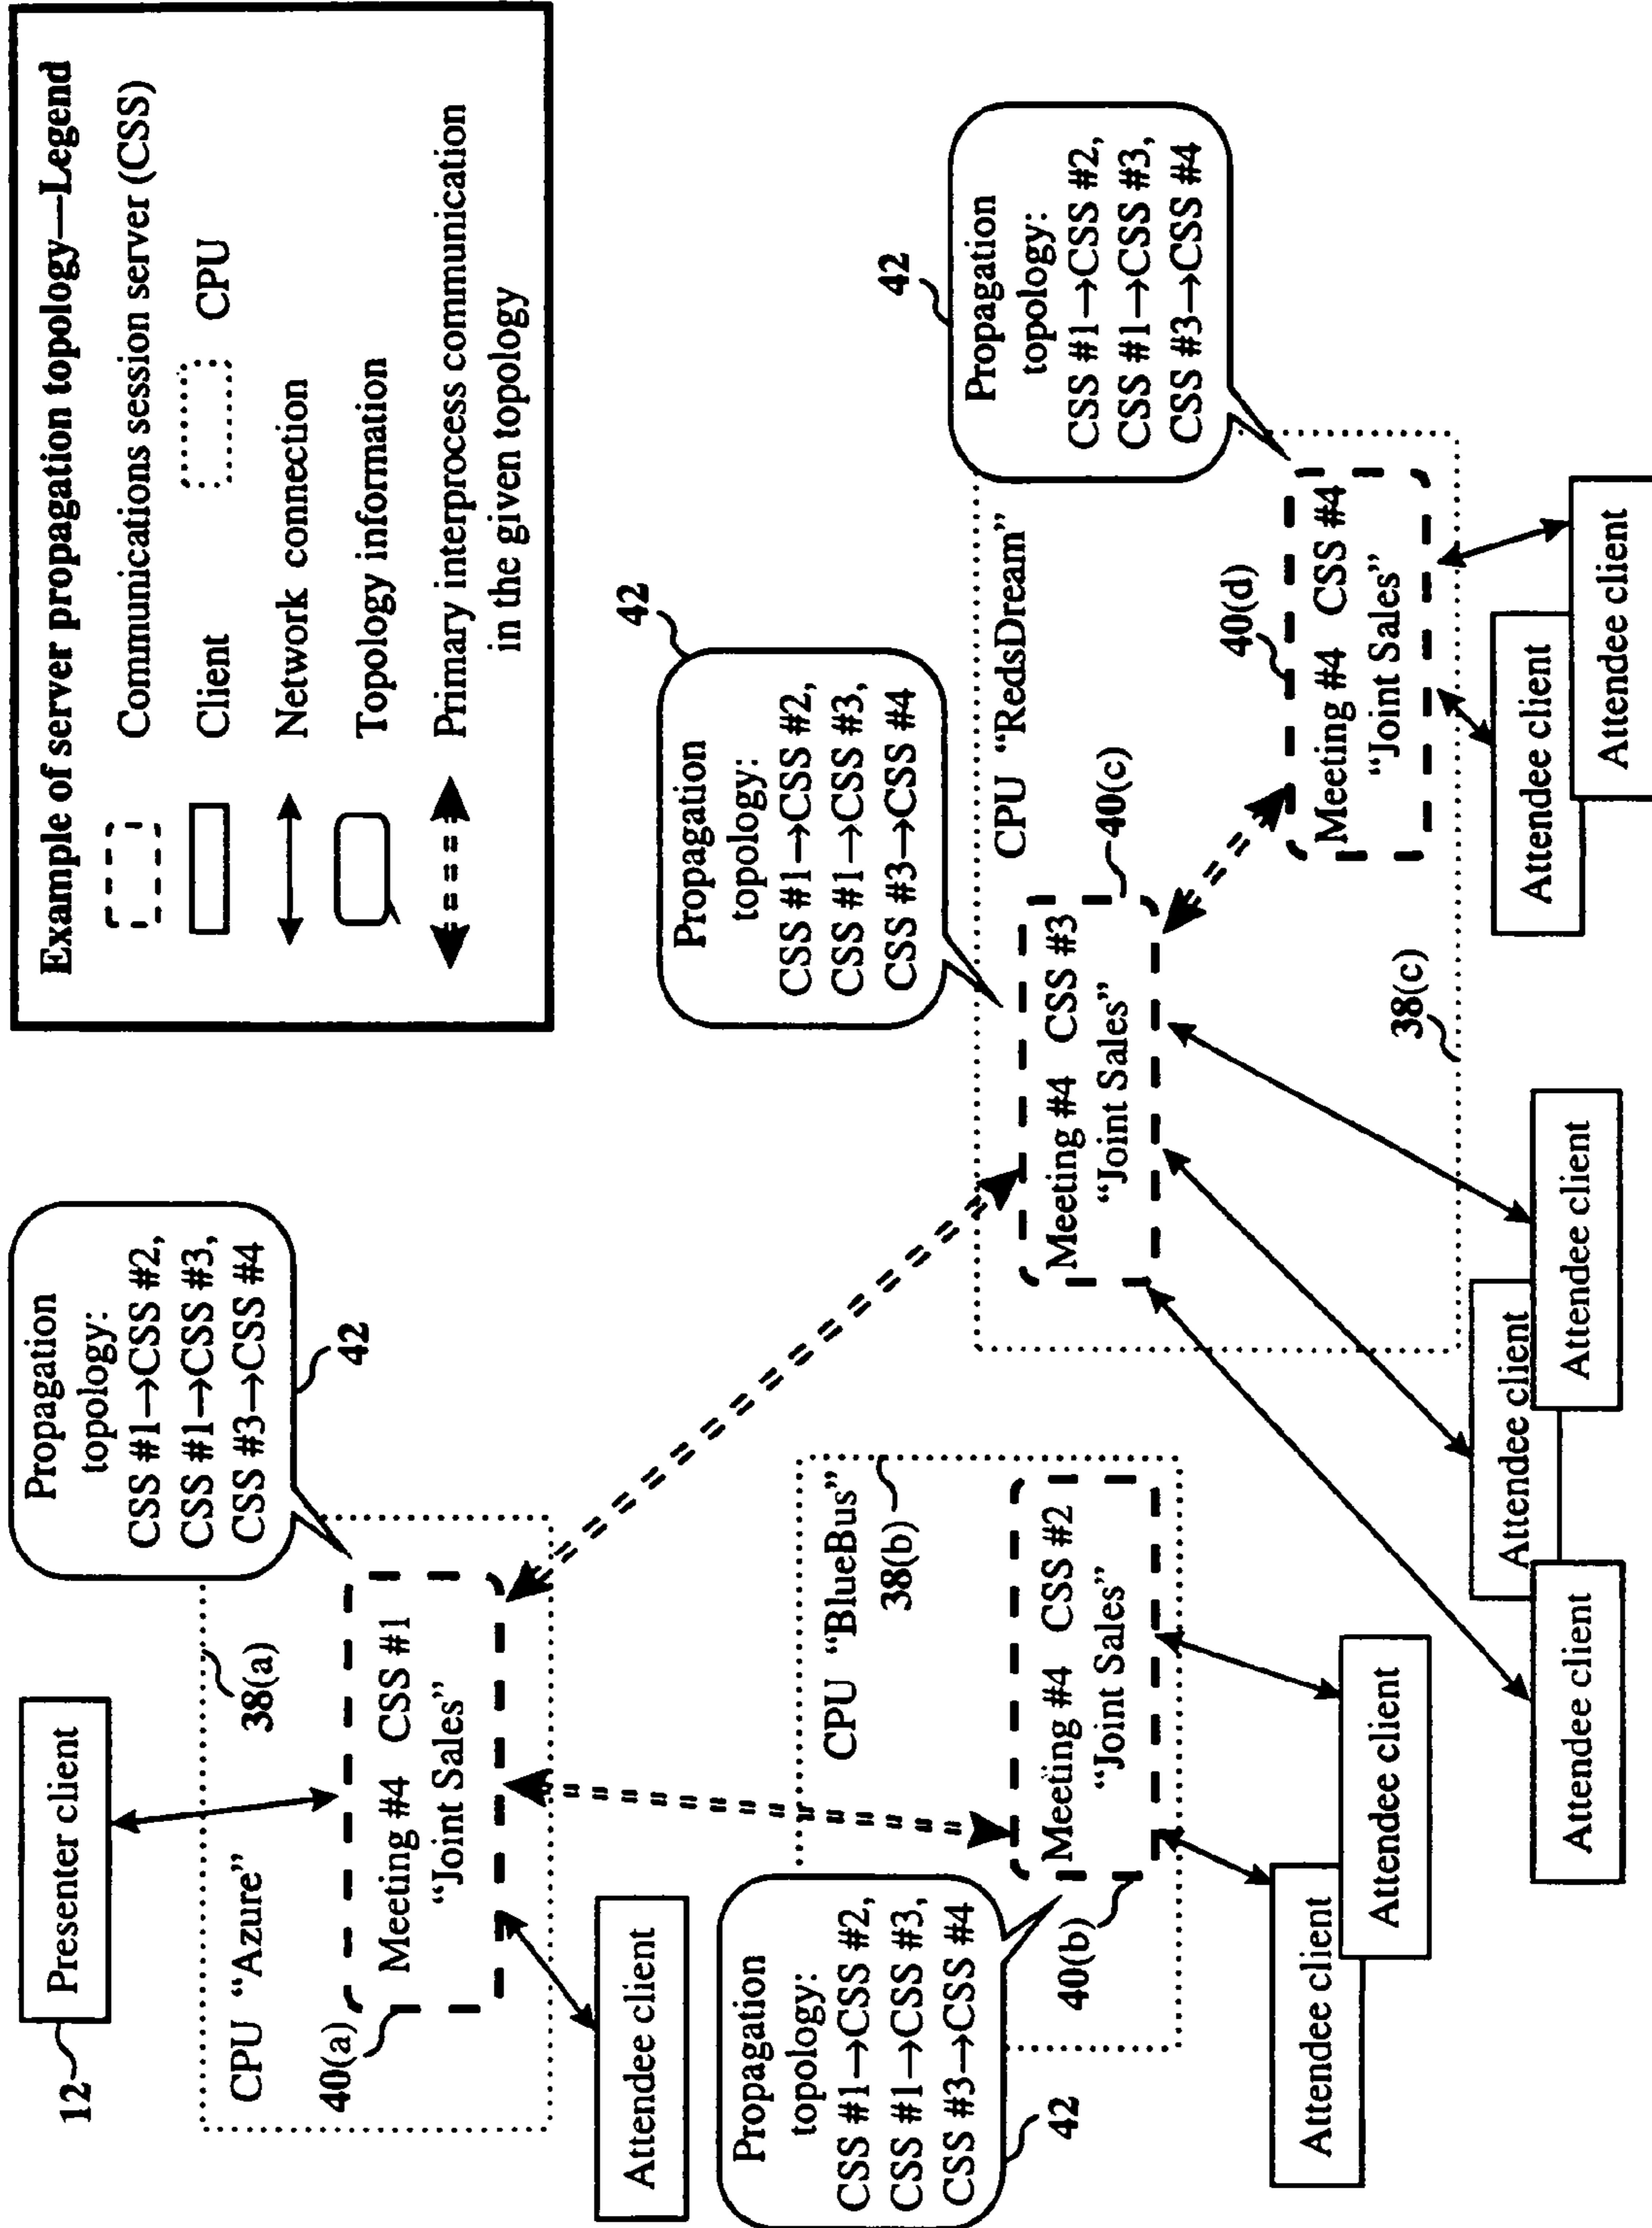 Example of server propagation topology—Legend
Communications session server (CSS)
Client
CPU
Network connection
Topology information
Primary interprocess communication
in the given topology
12
Presenter client
CPU “Azure”
38(a)
40(a)
Meeting #4 CSS #1
“Joint Sales”
Propagation
topology:
CSS #1→CSS #2,
CSS #1→CSS #3,
CSS #3→CSS #4
42
Attendee client
Propagation
topology:
CSS #1→CSS #2,
CSS #1→CSS #3,
CSS #3→CSS #4
42
CPU “BlueBus”
38(b)
40(b)
Meeting #4 CSS #2
“Joint Sales”
Attendee client
Attendee client
Propagation
topology:
CSS #1→CSS #2,
CSS #1→CSS #3,
CSS #3→CSS #4
42
CPU “RedsDream”
Meeting #4 CSS #3
“Joint Sales”
40(c)
38(c)
Attendee client
Attendee client
Attendee client
Propagation
topology:
CSS #1→CSS #2,
CSS #1→CSS #3,
CSS #3→CSS #4
42
40(d)
Meeting #4 CSS #4
“Joint Sales”
Attendee client
Attendee client